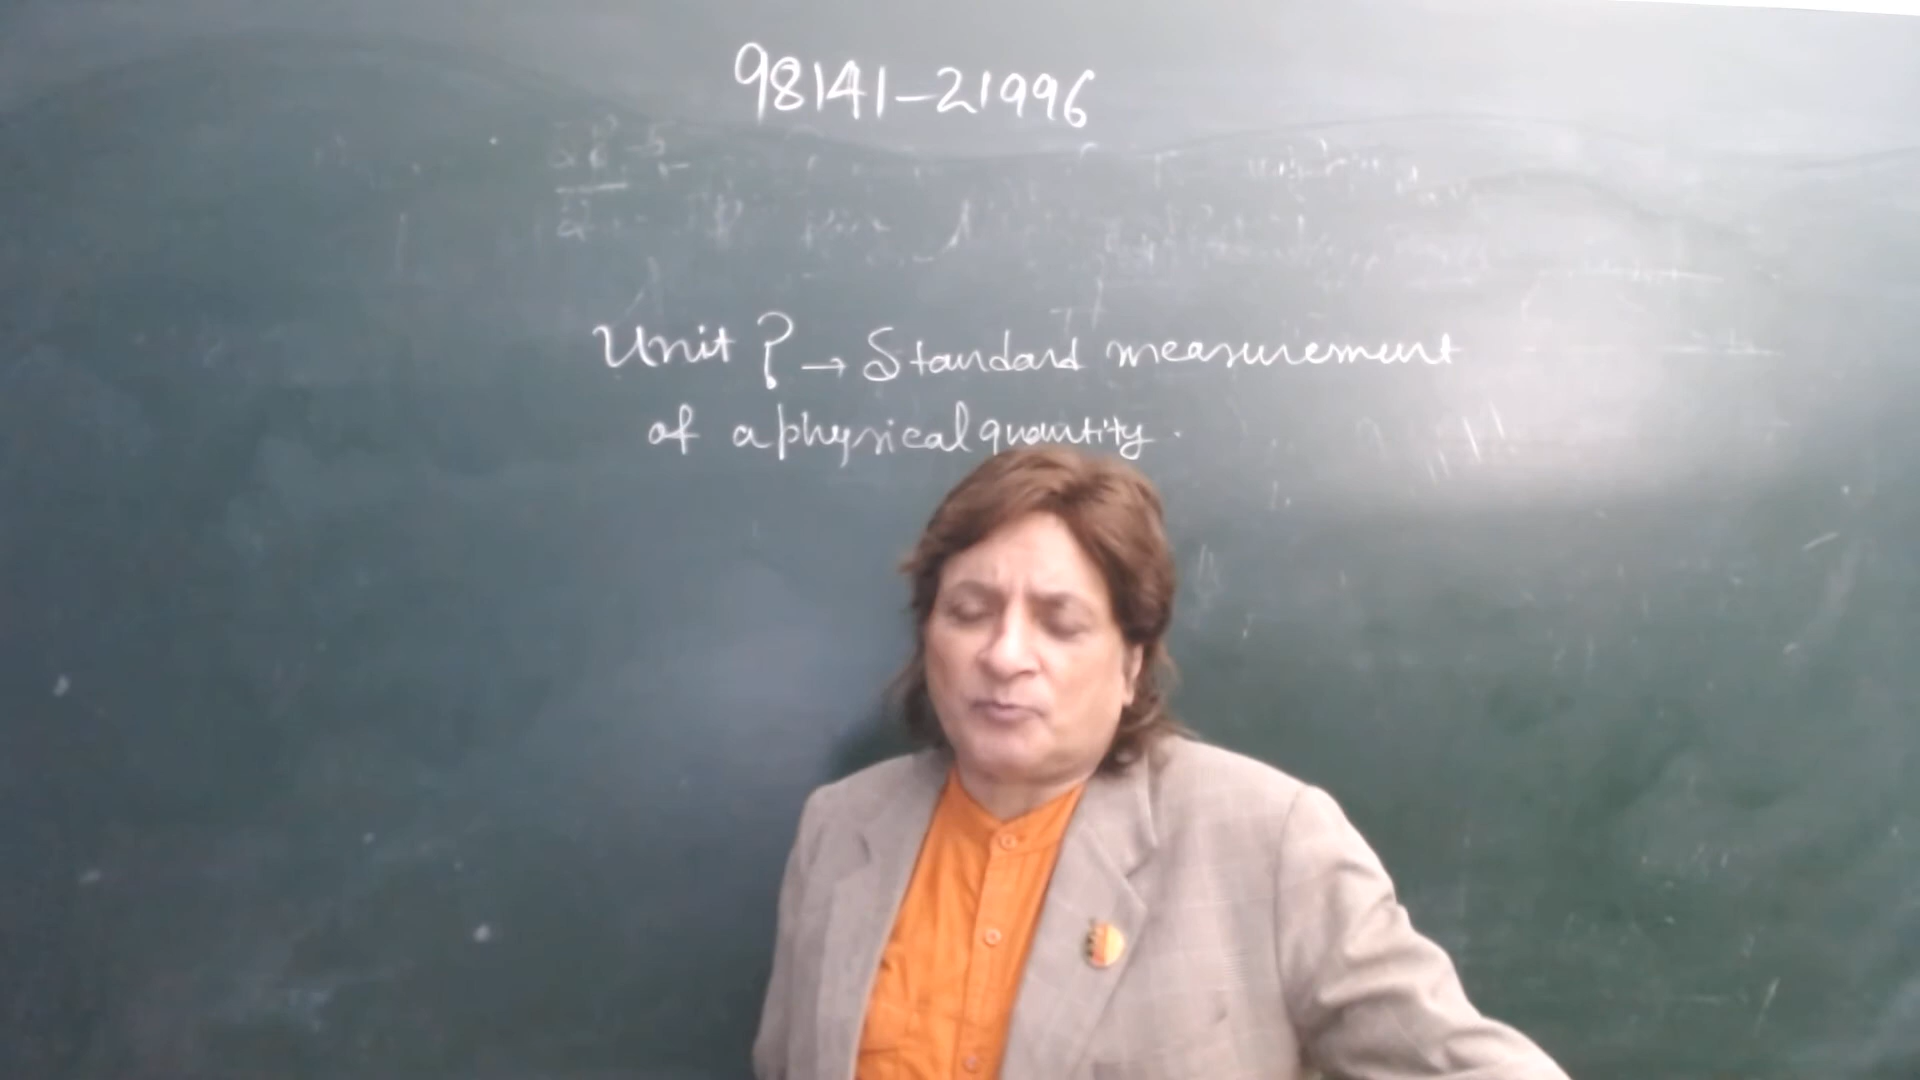 98141-21996
Unit ? → Standard measurement
of a physical quantity.